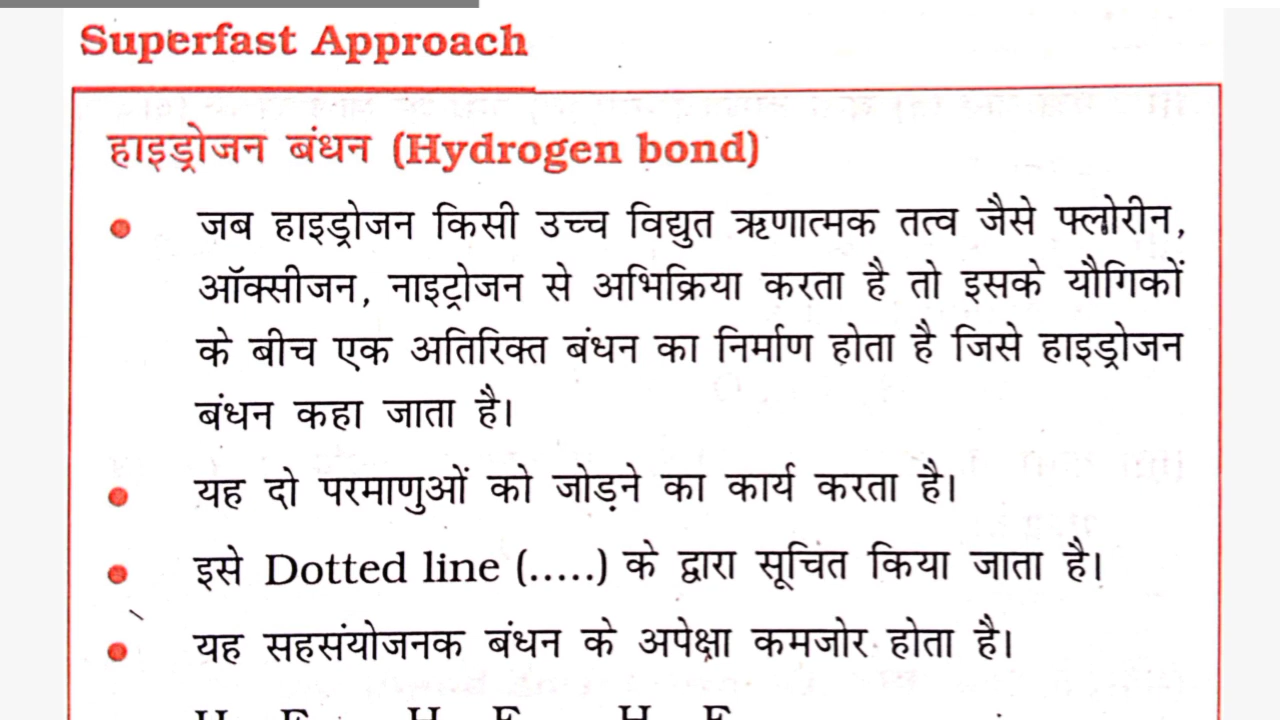 Superfast Approach
हाइड्रोजन बंधन (Hydrogen bond)
● जब हाइड्रोजन किसी उच्च विद्युत ऋणात्मक तत्व जैसे फ्लोरीन,
ऑक्सीजन, नाइट्रोजन से अभिक्रिया करता है तो इसके यौगिकों
के बीच एक अतिरिक्त बंधन का निर्माण होता है जिसे हाइड्रोजन
बंधन कहा जाता है।
● यह दो परमाणुओं को जोड़ने का कार्य करता है।
● इसे Dotted line (.....) के द्वारा सूचित किया जाता है।
● यह सहसंयोजनक बंधन के अपेक्षा कमजोर होता है।